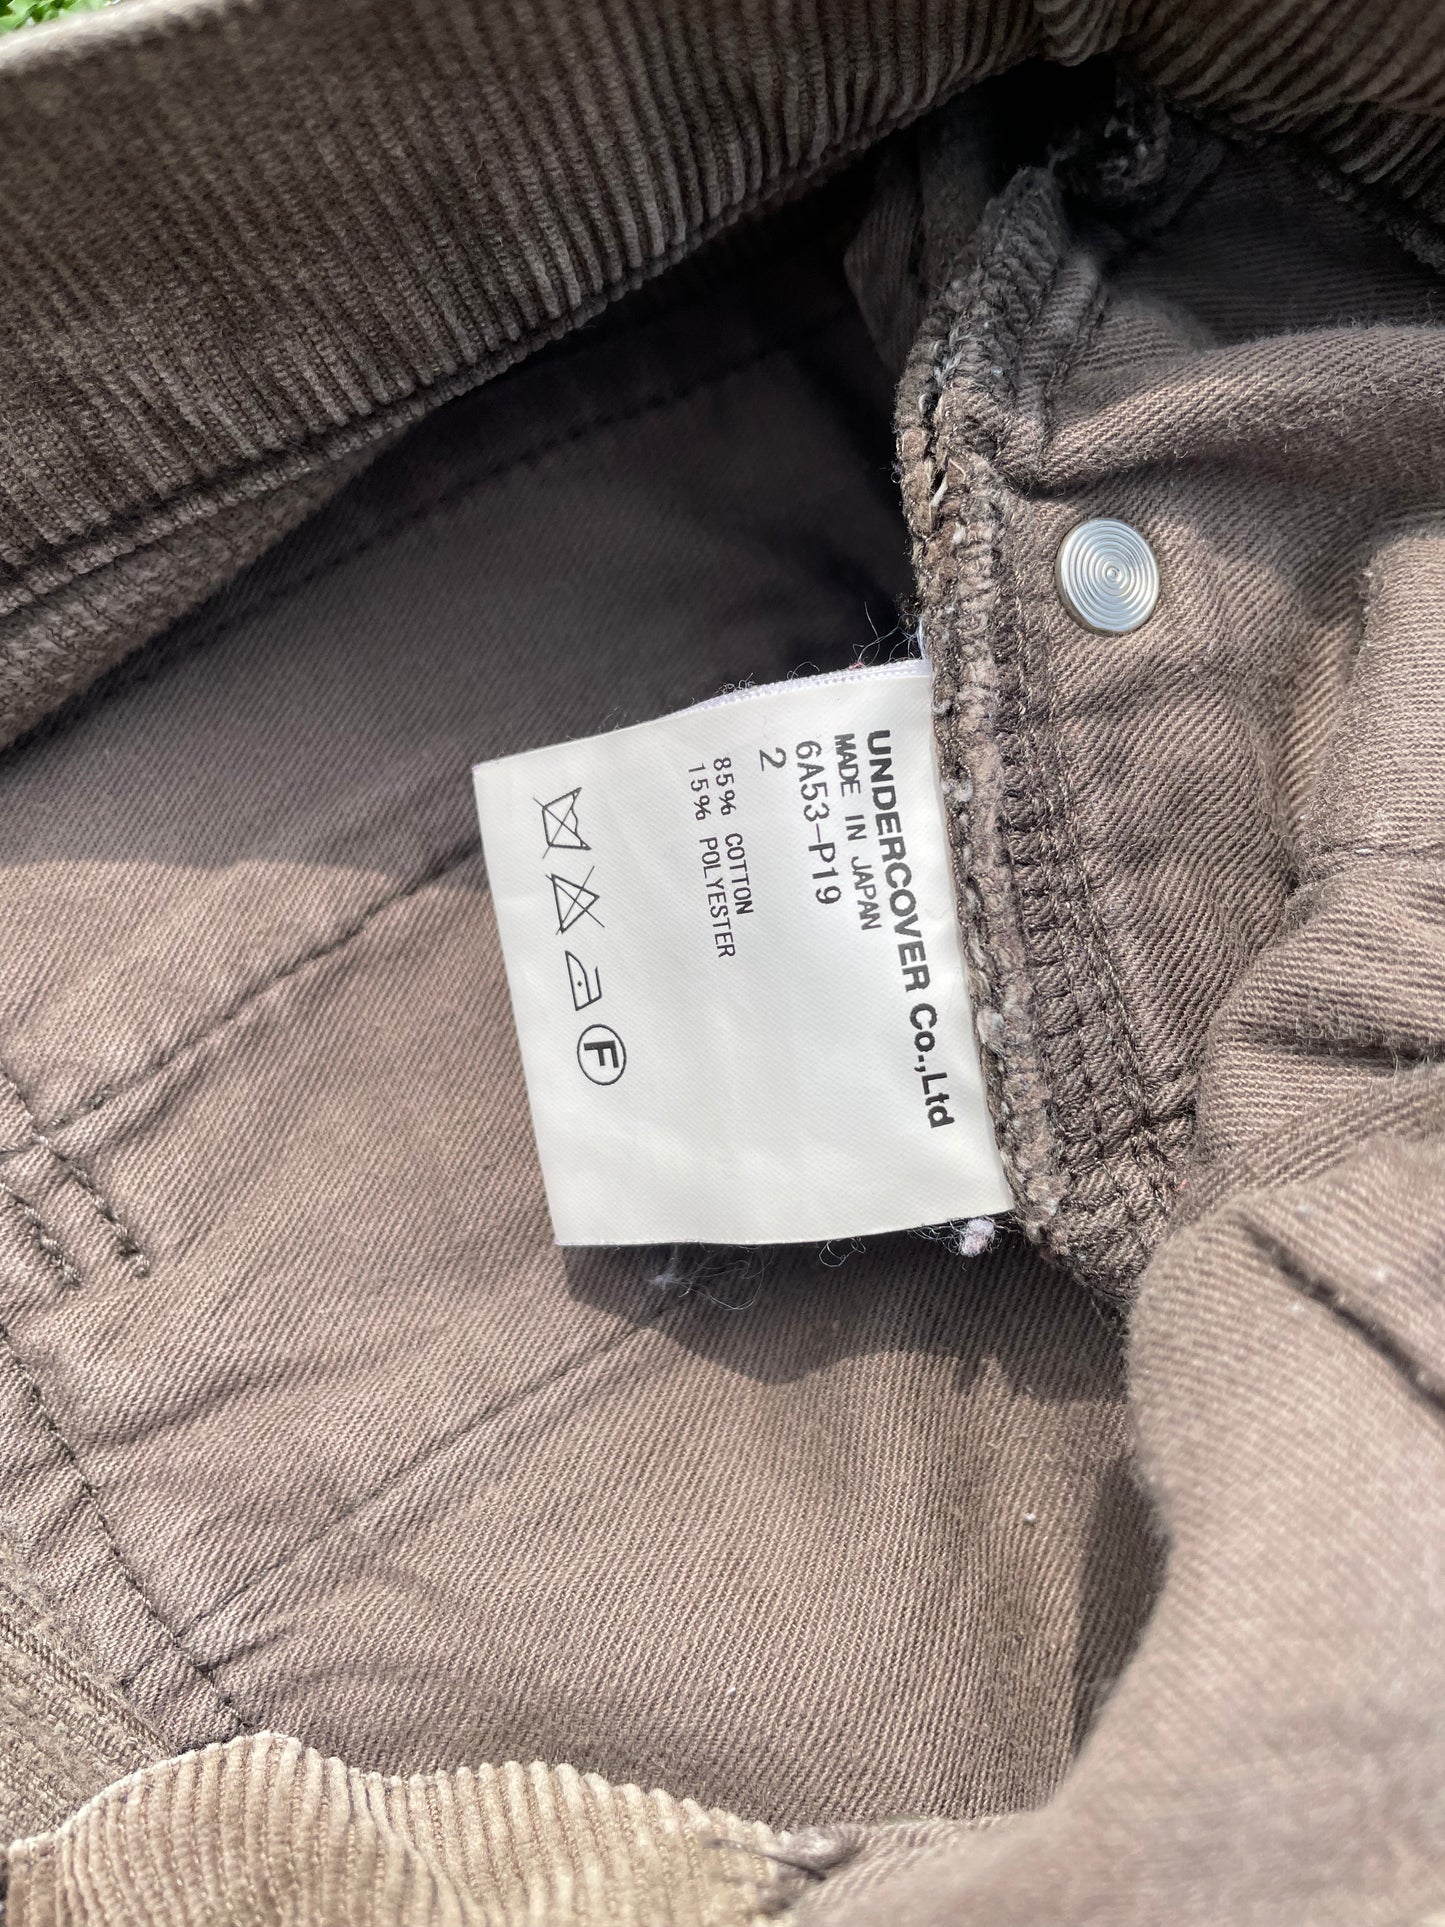 UNDERCOVER Co.,Ltd
MADE IN JAPAN
6A53-P19
2
85% COTTON
15% POLYESTER
F